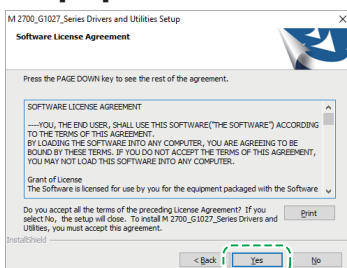 M 2700_G1027_Series Drivers and Utilities Setup
Software License Agreement
Press the PAGE DOWN key to see the rest of the agreement.
SOFTWARE LICENSE AGREEMENT
----YOU, THE END USER, SHALL USE THIS SOFTWARE("THE SOFTWARE") ACCORDING
TO THE TERMS OF THIS AGREEMENT.
BY LOADING THE SOFTWARE INTO ANY COMPUTER, YOU ARE AGREEING TO BE
BOUND BY THESE TERMS. IF YOU DO NOT ACCEPT THE TERMS OF THIS AGREEMENT,
YOU MAY NOT LOAD THIS SOFTWARE INTO ANY COMPUTER.
Grant of License
The Software is licensed for use by you for the equipment packaged with the Software
Do you accept all the terms of the preceding License Agreement? If you
select No, the setup will close. To install M 2700_G1027_Series Drivers and
Utilities, you must accept this agreement.
Print
InstallShield
< Back Yes No